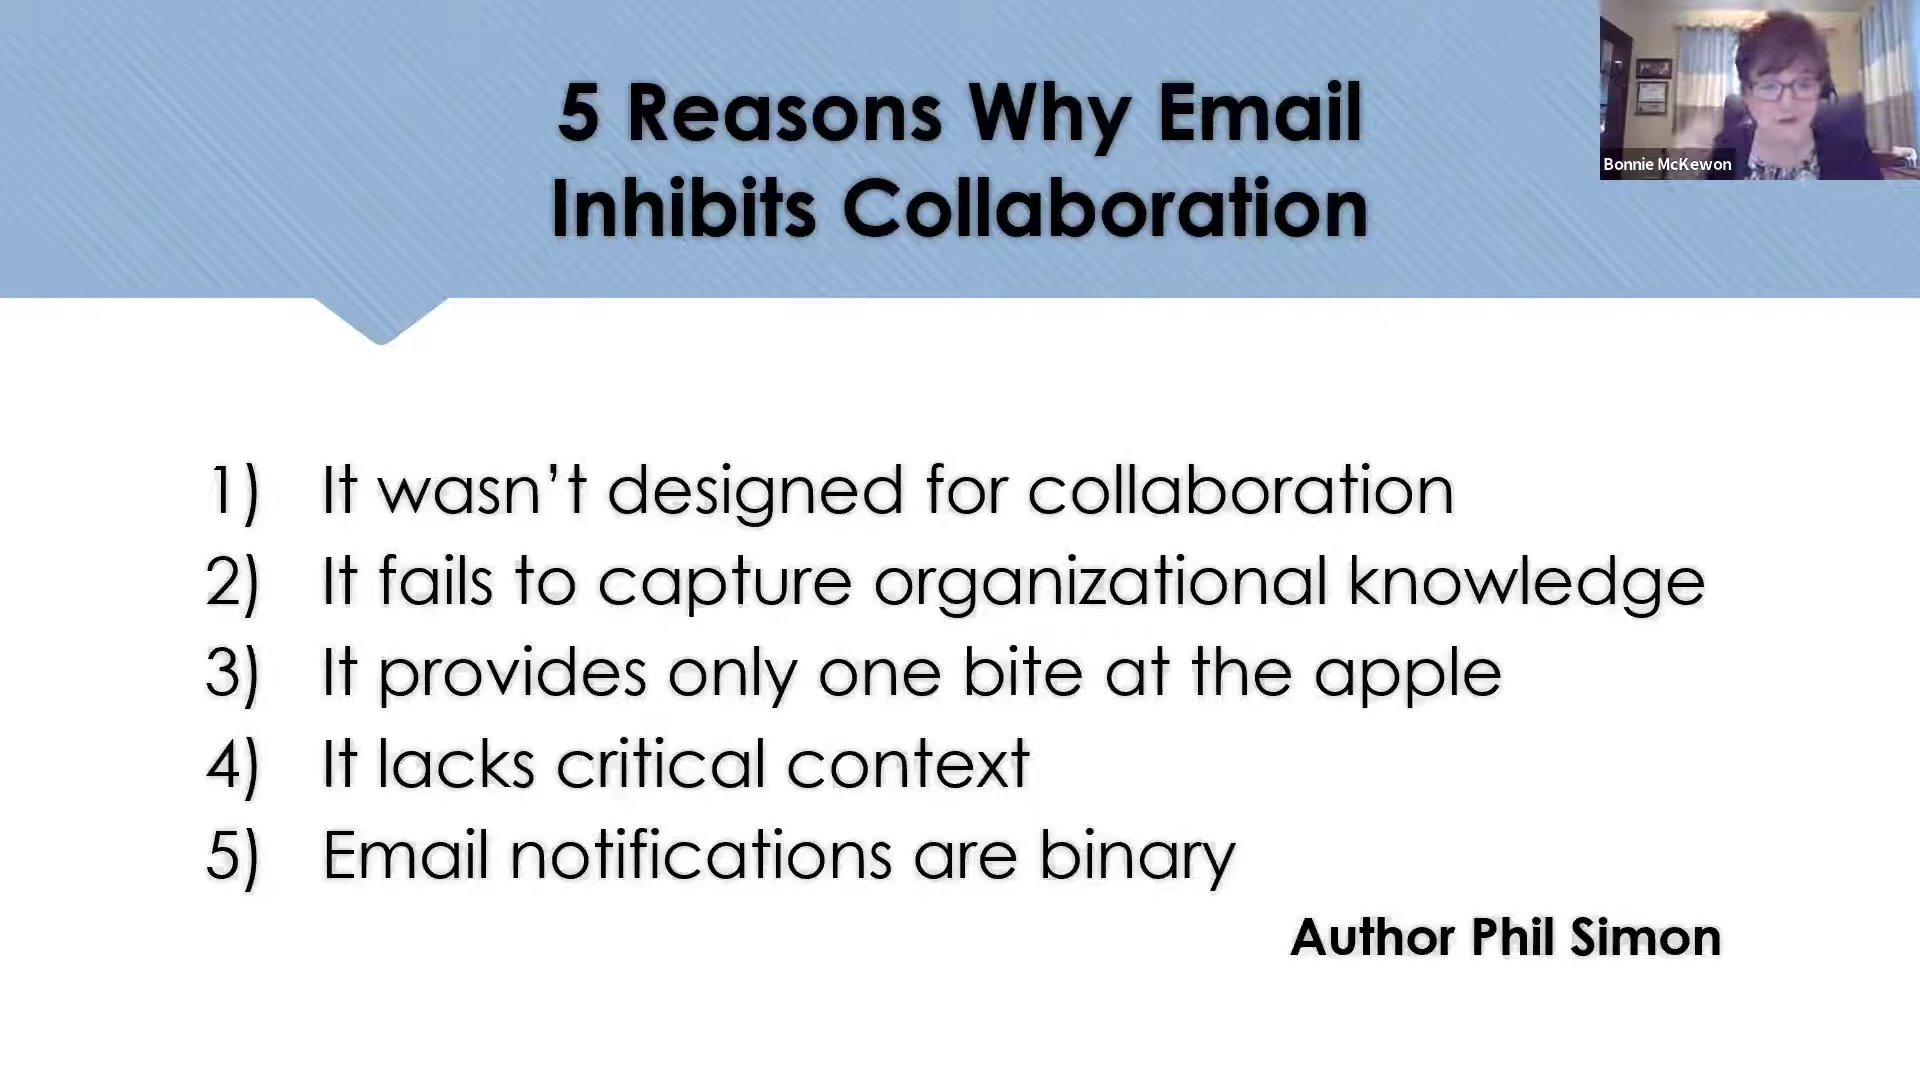 5 Reasons Why Email
Inhibits Collaboration
Bonnie McKewon
1) It wasn’t designed for collaboration
2) It fails to capture organizational knowledge
3) It provides only one bite at the apple
4) It lacks critical context
5) Email notifications are binary
Author Phil Simon